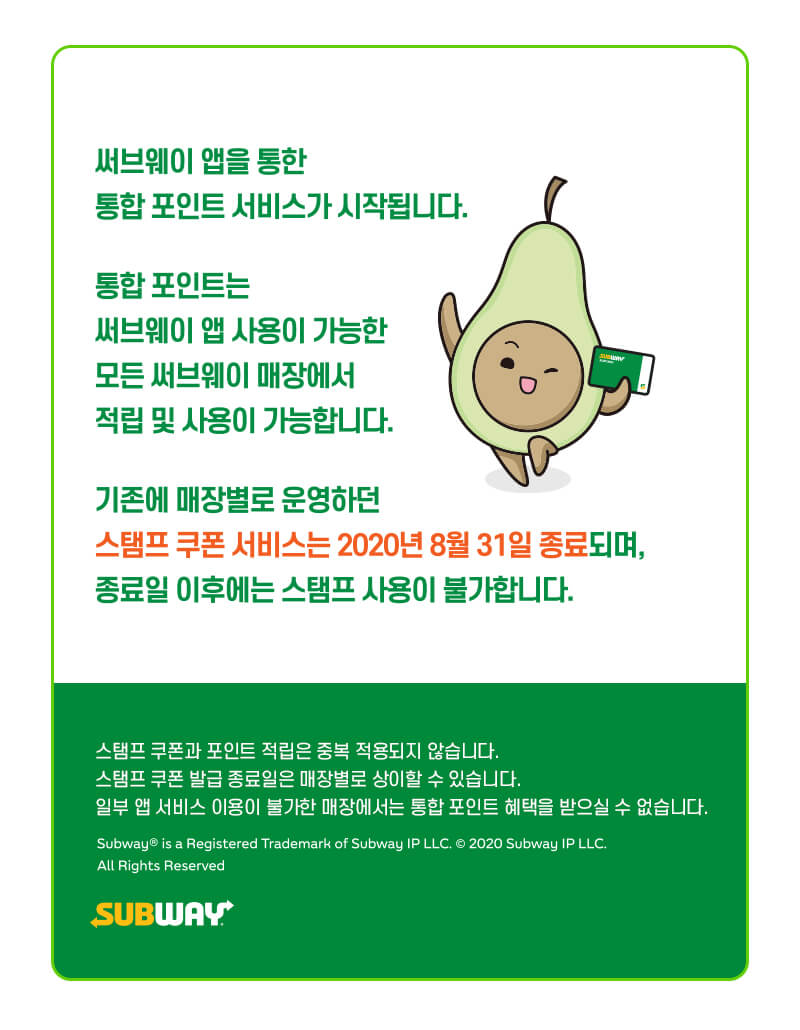 써브웨이 앱을 통한
통합 포인트 서비스가 시작됩니다.
통합 포인트는
써브웨이 앱 사용이 가능한
모든 써브웨이 매장에서
적립 및 사용이 가능합니다.
SUBWAY
기존에 매장별로 운영하던
스탬프 쿠폰 서비스는 2020년 8월 31일 종료되며,
종료일 이후에는 스탬프 사용이 불가합니다.
스탬프 쿠폰과 포인트 적립은 중복 적용되지 않습니다.
스탬프 쿠폰 발급 종료일은 매장별로 상이할 수 있습니다.
일부 앱 서비스 이용이 불가한 매장에서는 통합 포인트 혜택을 받으실 수 없습니다.
Subway® is a Registered Trademark of Subway IP LLC. © 2020 Subway IP LLC.
All Rights Reserved
SUBWAY